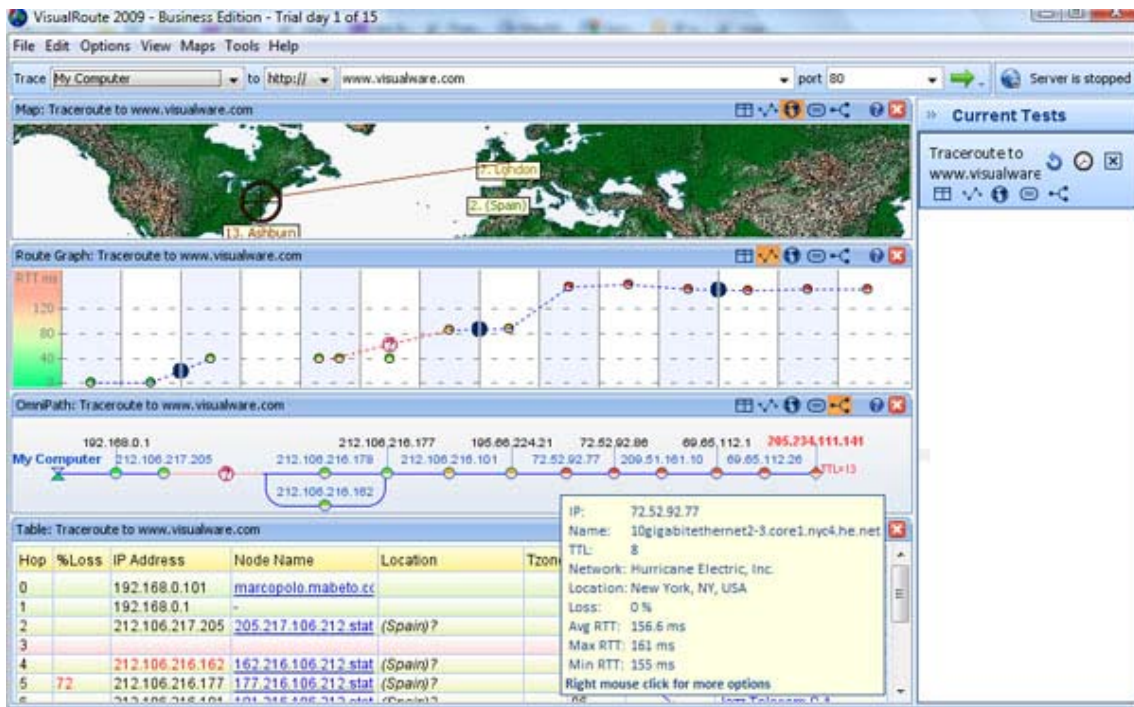 VisualRoute 2009 - Business Edition - Trial day 1 of 15
File Edit Options View Maps Tools Help
Trace My Computer to http:// www.visualware.com port 80 Server is stopped
Map: Traceroute to www.visualware.com
7. London
2. (Spain)
13. Ashburn
Current Tests
Traceroute to
www.visualware
Route Graph: Traceroute to www.visualware.com
RTT ms
120
80
40
OmniPath: Traceroute to www.visualware.com
192.168.0.1 212.106.216.177 195.66.224.21 72.52.92.86 69.65.112.1 205.234.111.141
My Computer 212.106.217.205 212.106.216.178 212.106.216.101 72.52.92.77 209.51.161.10 69.65.112.26 TTL=13
212.106.216.162
Table: Traceroute to www.visualware.com
Hop %Loss IP Address Node Name Location Tzon
0 192.168.0.101 marcopolo.mabeto.cc
1 192.168.0.1 -
2 212.106.217.205 205.217.106.212.stat (Spain)?
3
4 212.106.216.162 162.216.106.212.stat (Spain)?
5 72 212.106.216.177 177.216.106.212.stat (Spain)?
IP: 72.52.92.77
Name: 10gigabitethernet2-3.core1.nyc4.he.net
TTL: 8
Network: Hurricane Electric, Inc.
Location: New York, NY, USA
Loss: 0 %
Avg RTT: 156.6 ms
Max RTT: 161 ms
Min RTT: 155 ms
Right mouse click for more options